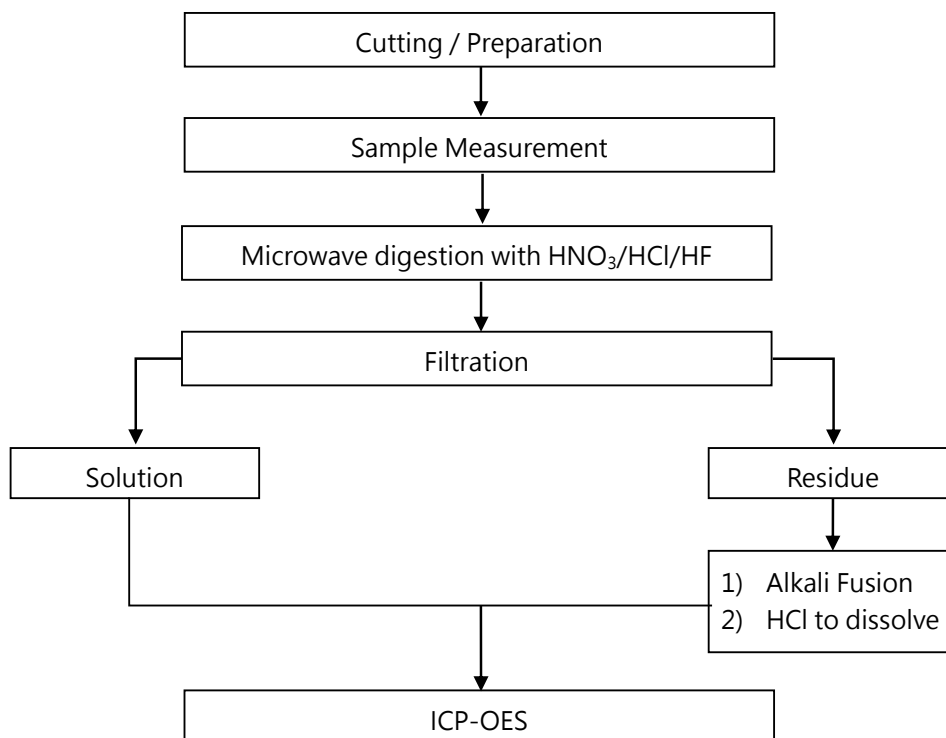 Cutting / Preparation
Sample Measurement
Microwave digestion with HNO₃/HCl/HF
Filtration
Solution
Residue
1) Alkali Fusion
2) HCl to dissolve
ICP-OES